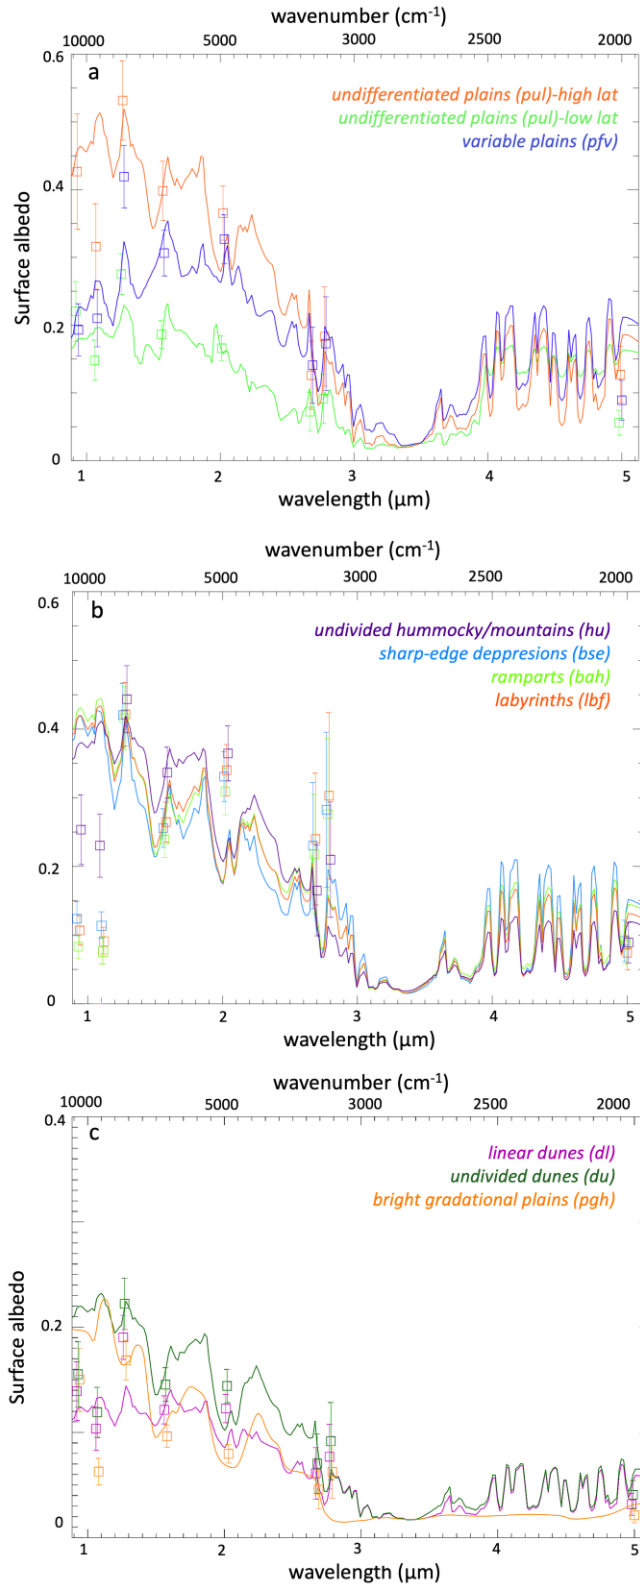 wavenumber (cm-1)
10000 5000 3000 2500 2000
0.6
a
undifferentiated plains (pul)-high lat
undifferentiated plains (pul)-low lat
variable plains (pfv)
0.4
Surface albedo
0.2
0
1 2 3 4 5
wavelength (µm)
wavenumber (cm-1)
10000 5000 3000 2500 2000
0.6
b
undivided hummocky/mountains (hu)
sharp-edge deppresions (bse)
ramparts (bah)
labyrinths (lbf)
0.4
0.2
0
1 2 3 4 5
wavelength (µm)
wavenumber (cm-1)
10000 5000 3000 2500 2000
0.4
c
linear dunes (dl)
undivided dunes (du)
bright gradational plains (pgh)
Surface albedo
0.2
0
1 2 3 4 5
wavelength (µm)